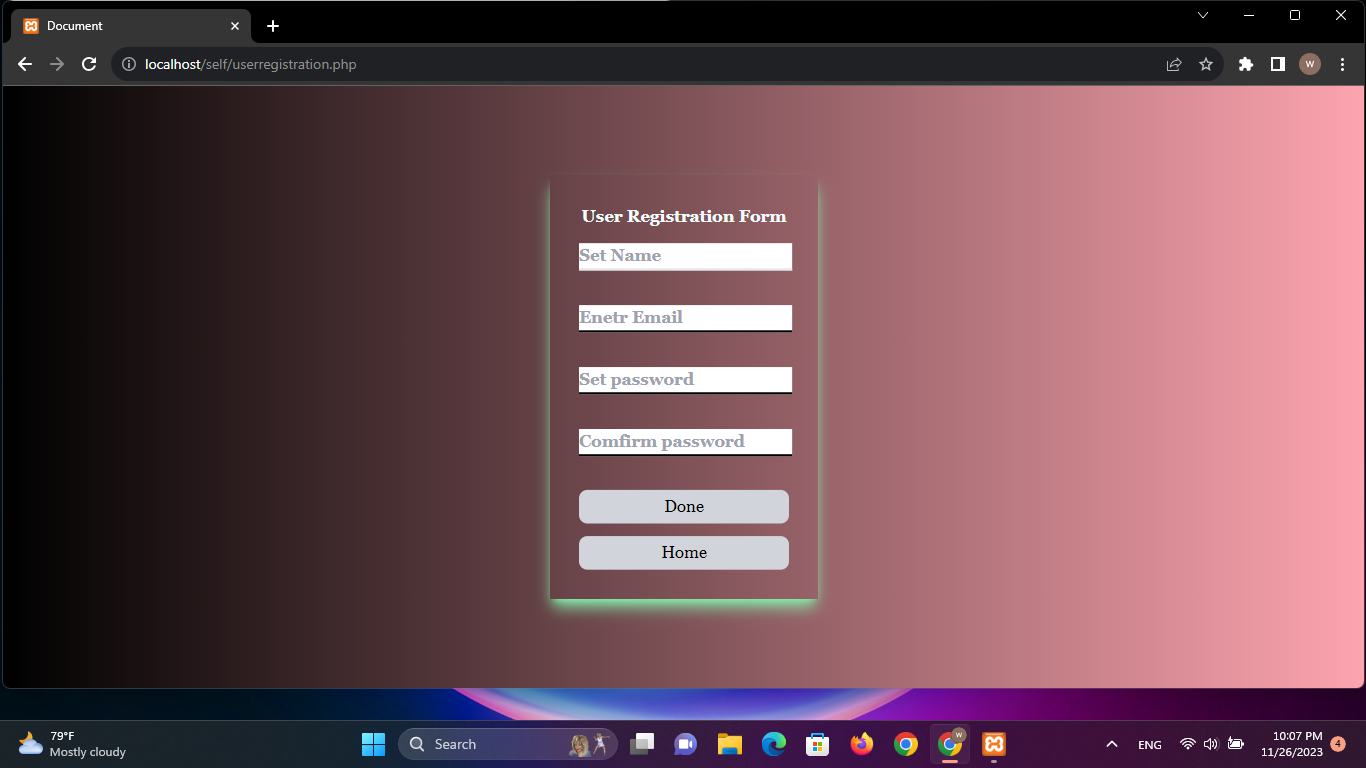 Document
localhost/self/userregistration.php
W
User Registration Form
Set Name
Enetr Email
Set password
Comfirm password
Done
Home
79°F
Mostly cloudy
Search
W
ENG
10:07 PM
11/26/2023
4